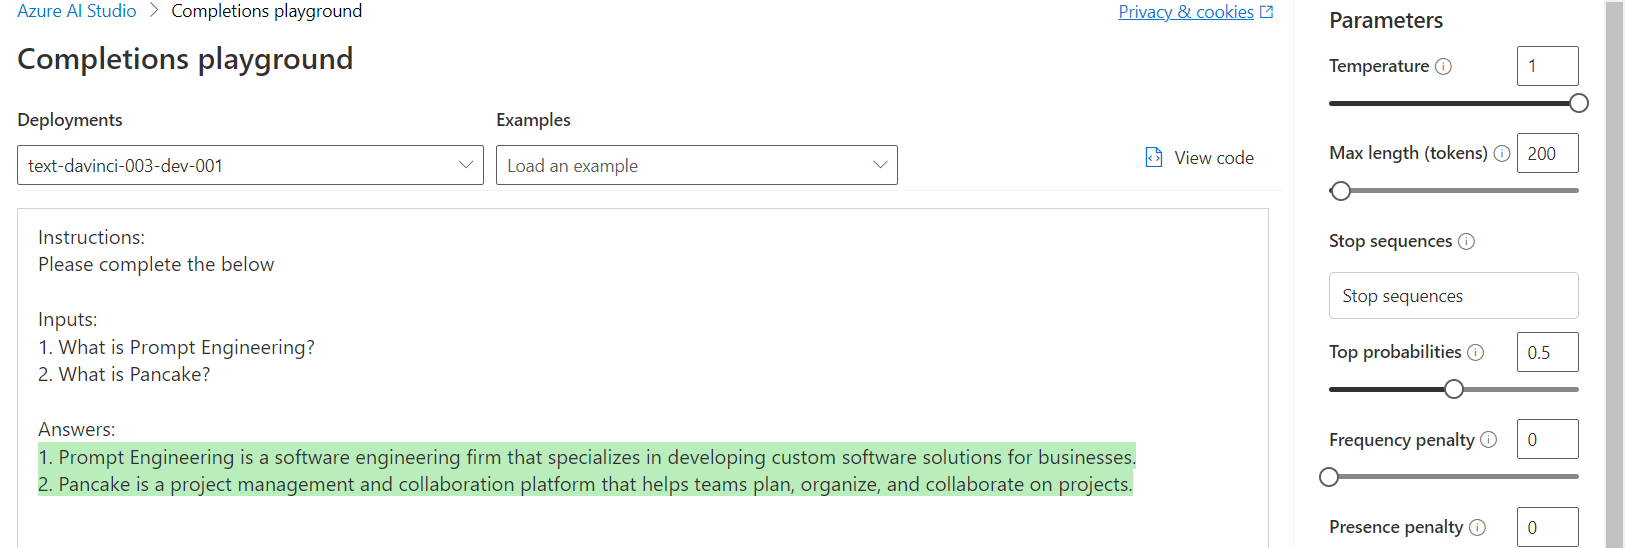 Azure AI Studio > Completions playground
Privacy & cookies
Completions playground
Deployments
Examples
text-davinci-003-dev-001
Load an example
View code
Instructions:
Please complete the below
Inputs:
1. What is Prompt Engineering?
2. What is Pancake?
Answers:
1. Prompt Engineering is a software engineering firm that specializes in developing custom software solutions for businesses.
2. Pancake is a project management and collaboration platform that helps teams plan, organize, and collaborate on projects.
Parameters
Temperature
1
Max length (tokens)
200
Stop sequences
Stop sequences
Top probabilities
0.5
Frequency penalty
0
Presence penalty
0